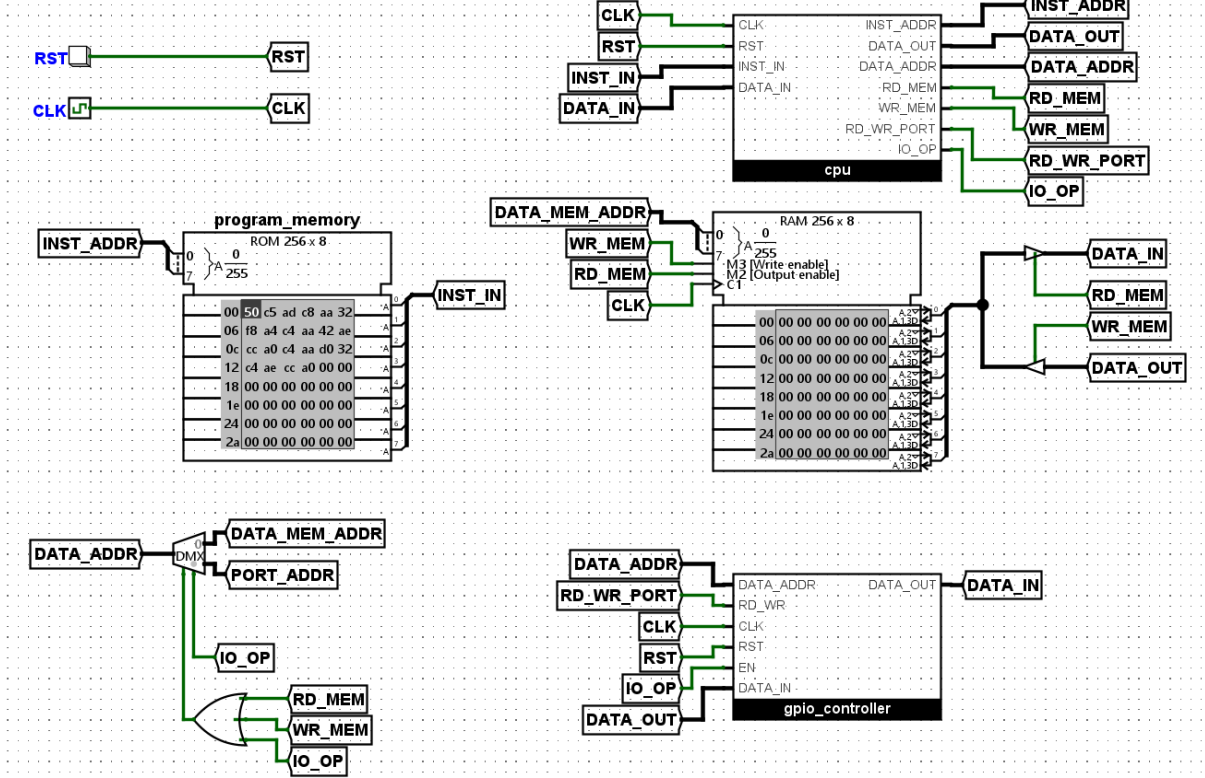 RST
RST
CLK
CLK
CLK
RST
INST_IN
DATA_IN
CLK
RST
INST_IN
DATA_IN
INST_ADDR
DATA_OUT
DATA_ADDR
RD_MEM
WR_MEM
RD_WR_PORT
IO_OP
cpu
INST_ADDR
DATA_OUT
DATA_ADDR
RD_MEM
WR_MEM
RD_WR_PORT
IO_OP
program_memory
INST_ADDR
ROM 256 x 8
0
7
A
0
255
00 50 c5 ad c8 aa 32
06 f8 a4 c4 aa 42 ae
0c cc a0 c4 aa d0 32
12 c4 ae cc a0 00 00
18 00 00 00 00 00 00
1e 00 00 00 00 00 00
24 00 00 00 00 00 00
2a 00 00 00 00 00 00
A 0
A 1
A 2
A 3
A 4
A 5
A 6
A 7
INST_IN
DATA_MEM_ADDR
WR_MEM
RD_MEM
CLK
RAM 256 x 8
0
7
A
0
255
M3 [Write enable]
M2 [Output enable]
C1
00 00 00 00 00 00 00
06 00 00 00 00 00 00
0c 00 00 00 00 00 00
12 00 00 00 00 00 00
18 00 00 00 00 00 00
1e 00 00 00 00 00 00
24 00 00 00 00 00 00
2a 00 00 00 00 00 00
DATA_IN
RD_MEM
WR_MEM
DATA_OUT
DATA_ADDR
DMX
0
DATA_MEM_ADDR
PORT_ADDR
IO_OP
RD_MEM
WR_MEM
IO_OP
DATA_ADDR
RD_WR_PORT
CLK
RST
IO_OP
DATA_OUT
DATA_ADDR
RD_WR
CLK
RST
EN
DATA_IN
DATA_OUT
gpio_controller
DATA_IN